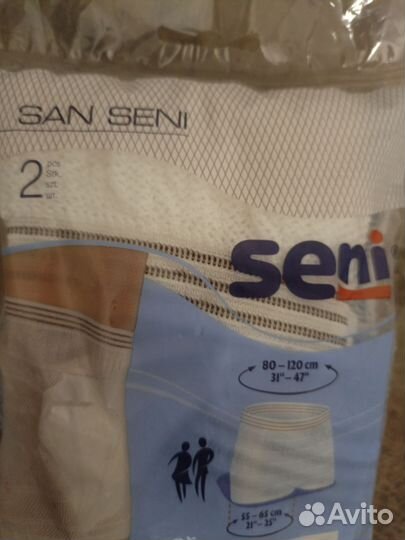 SAN SENI
2
pcs
Stk.
szt.
шт.
seni
80 – 120 cm
31" – 47"
55 – 65 cm
21" – 25"
Avito